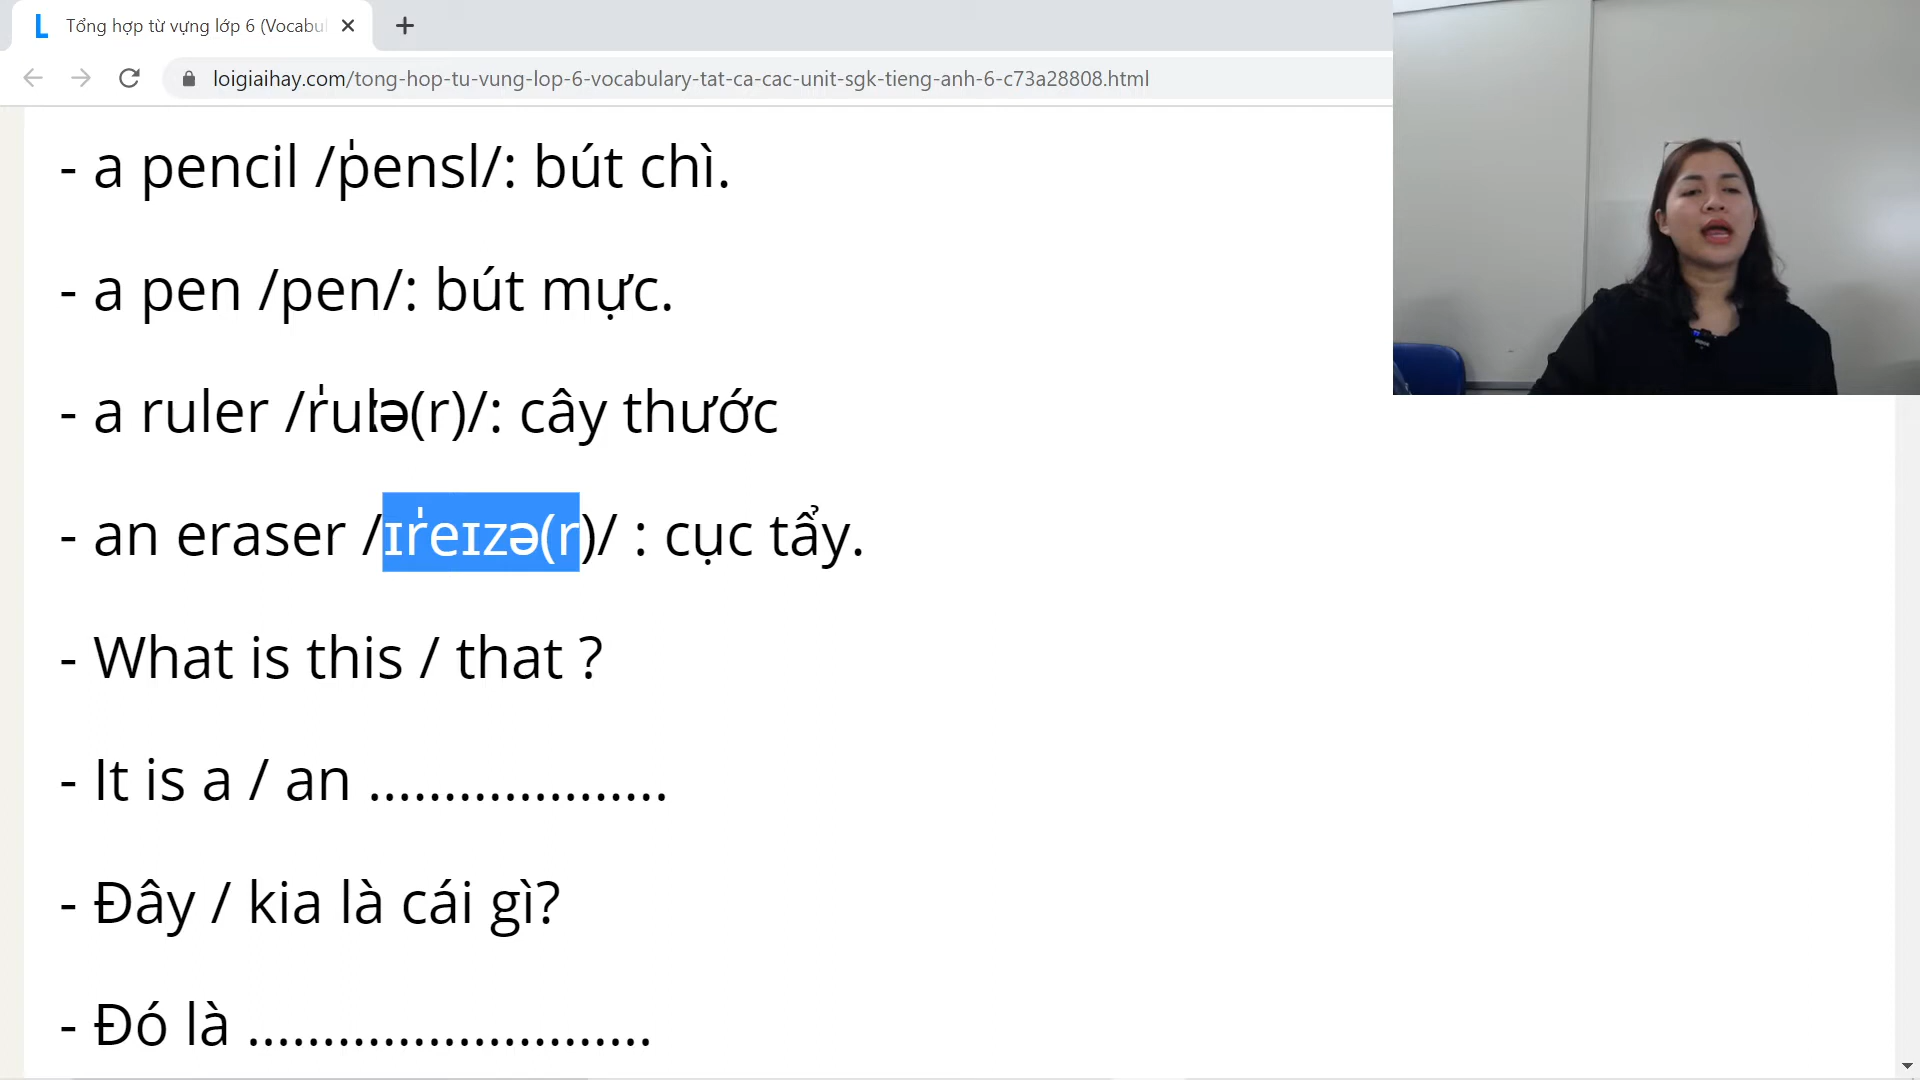 L Tổng hợp từ vựng lớp 6 (Vocabul
loigiaihay.com/tong-hop-tu-vung-lop-6-vocabulary-tat-ca-cac-unit-sgk-tieng-anh-6-c73a28808.html
- a pencil /ˈpensl/: bút chì.
- a pen /pen/: bút mực.
- a ruler /ˈruːlə(r)/: cây thước
- an eraser /ɪˈreɪzə(r)/ : cục tẩy.
- What is this / that ?
- It is a / an ....................
- Đây / kia là cái gì?
- Đó là ...........................